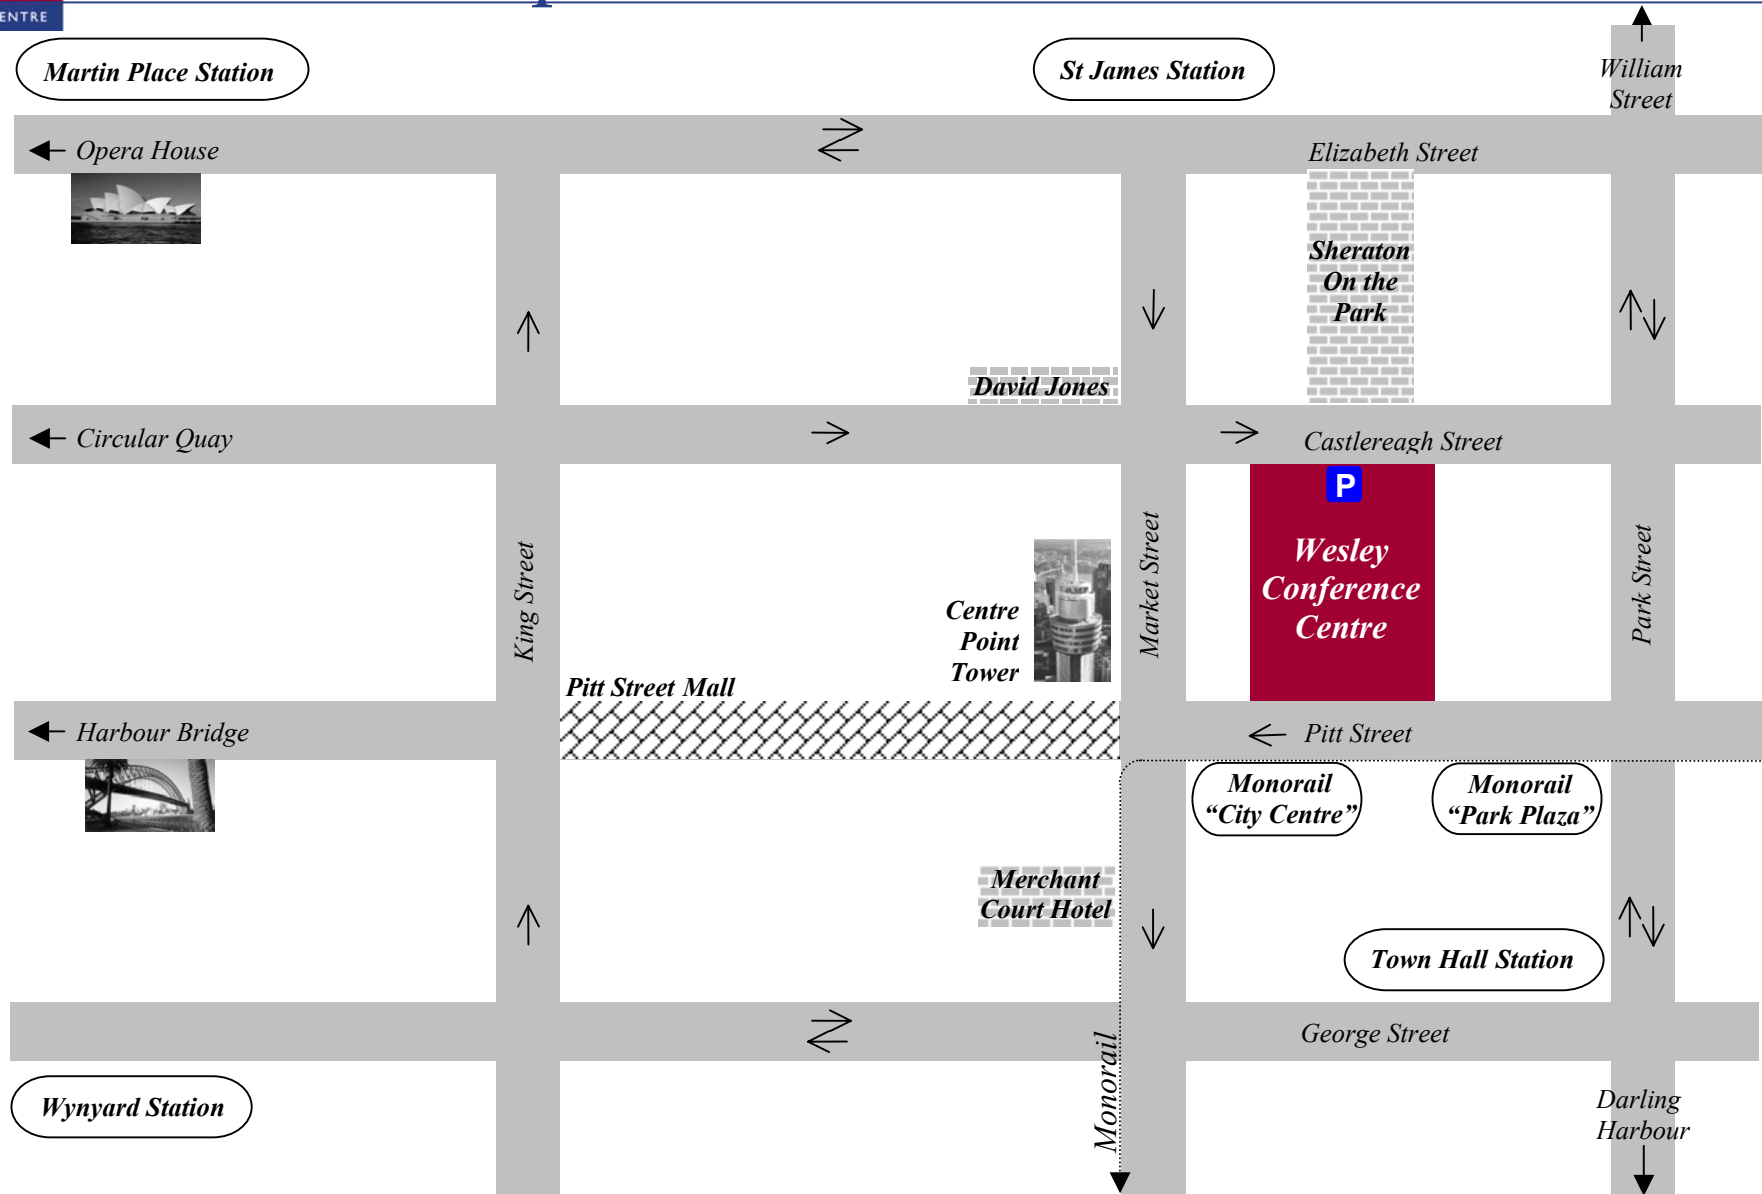 ENTRE
Martin Place Station
St James Station
William
Street
Opera House
Elizabeth Street
Sheraton
On the
Park
David Jones
Circular Quay
Castlereagh Street
P
Wesley
Conference
Centre
King Street
Market Street
Park Street
Centre
Point
Tower
Pitt Street Mall
Harbour Bridge
Pitt Street
Monorail
“City Centre”
Monorail
“Park Plaza”
Merchant
Court Hotel
Town Hall Station
George Street
Monorail
Wynyard Station
Darling
Harbour